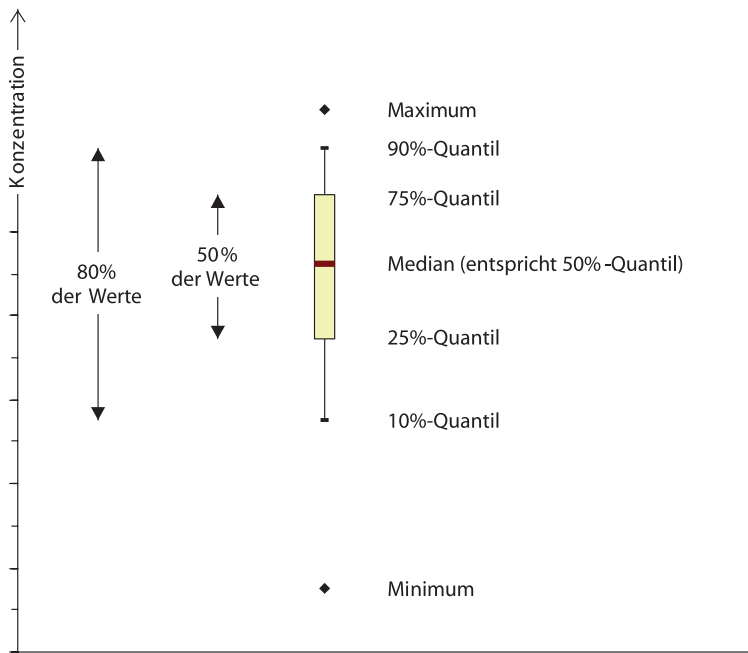 Konzentration
Maximum
90%-Quantil
75%-Quantil
50%
der Werte
80%
der Werte
Median (entspricht 50%-Quantil)
25%-Quantil
10%-Quantil
Minimum